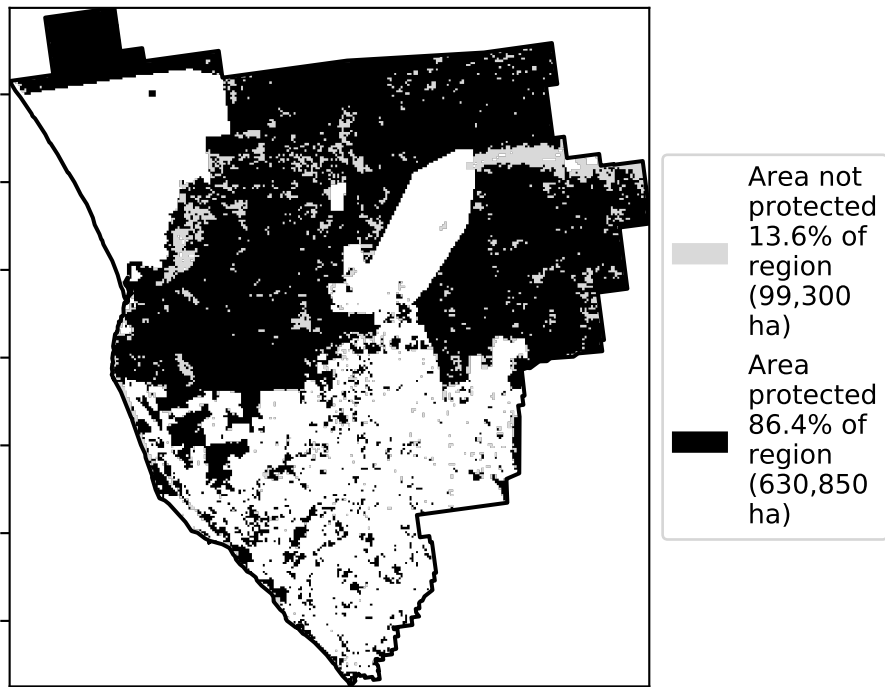 Area not
protected
13.6% of
region
(99,300
ha)
Area
protected
86.4% of
region
(630,850
ha)